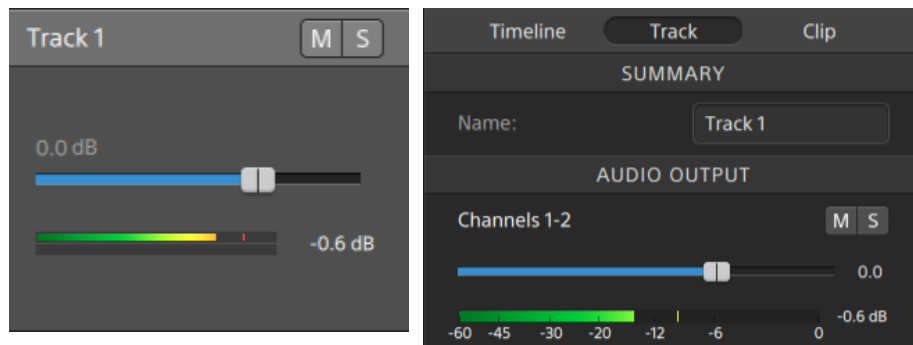 Track 1 M S
0.0 dB
-0.6 dB
Timeline Track Clip
SUMMARY
Name: Track 1
AUDIO OUTPUT
Channels 1-2 M S
0.0
-0.6 dB
-60 -45 -30 -20 -12 -6 0